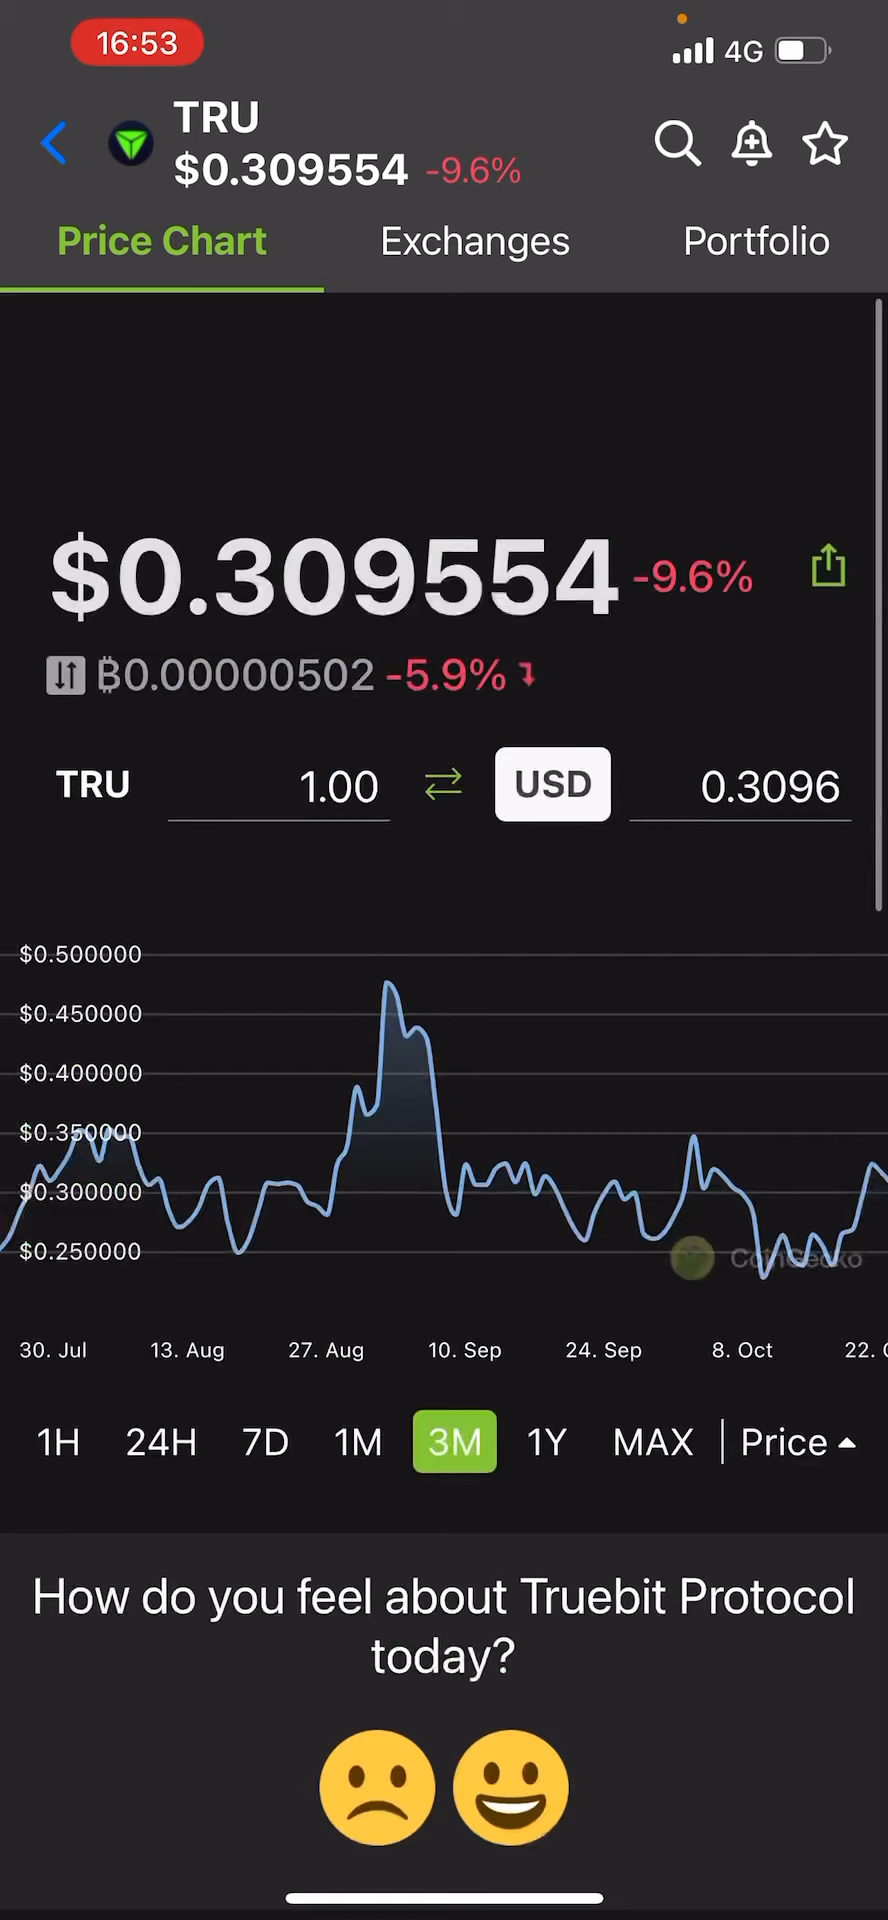 16:53
4G
TRU
$0.309554 -9.6%
Price Chart Exchanges Portfolio
$0.309554 -9.6%
₿0.00000502 -5.9%
TRU 1.00 USD 0.3096
$0.500000
$0.450000
$0.400000
$0.350000
$0.300000
$0.250000
CoinGecko
30. Jul 13. Aug 27. Aug 10. Sep 24. Sep 8. Oct 22.
1H 24H 7D 1M 3M 1Y MAX Price
How do you feel about Truebit Protocol
today?